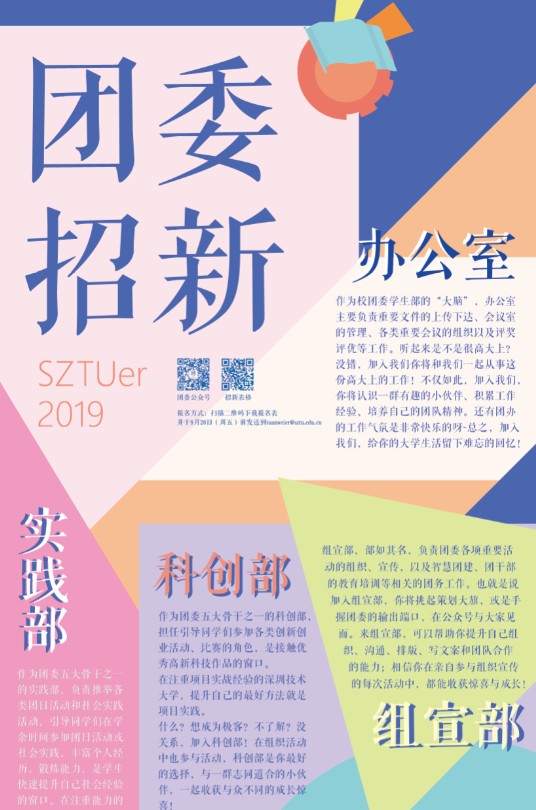 团委
招新
SZTUer
2019
团委公众号 招新表格
报名方式：扫描二维码下载报名表
并于9月20日（周五）前发送到tuanweier@sztu.edu.cn
办公室
作为校团委学生部的“大脑”，办公室
主要负责重要文件的上传下达、会议室
的管理、各类重要会议的组织以及评奖
评优等工作。听起来是不是很高大上？
没错，加入我们你将和我们一起从事这
份高大上的工作！不仅如此，加入我们，
你将认识一群有趣的小伙伴，积累工作
经验，培养自己的团队精神。还有团办
的工作气氛是非常快乐的呀~总之，加入
我们，给你的大学生活留下难忘的回忆！
实践部
作为团委五大骨干之一
的实践部，负责推举各
类团日活动和社会实践
活动，引导同学们在学
余时间参加团日活动或
社会实践，丰富个人经
历，锻炼能力，是学生
快速提升自己社会经验
的窗口。在注重能力的
科创部
作为团委五大骨干之一的科创部，
担任引导同学们参加各类创新创
业活动、比赛的角色，是接触优
秀高新科技作品的窗口。
在注重项目实战经验的深圳技术
大学，提升自己的最好方法就是
项目实践。
什么？想成为极客？不了解？没
关系，加入科创部！在组织活动
中也参与活动，科创部是你最好
的选择，与一群志同道合的小伙
伴，一起收获与众不同的成长惊
喜！
组宣部，部如其名，负责团委各项重要活
动的组织、宣传，以及智慧团建、团干部
的教育培训等相关的团务工作。也就是说
加入组宣部，你将挑起策划大旗，或是手
握团委的输出端口，在公众号与大家见
面。来组宣部，可以帮助你提升自己组
织、沟通、排版、写文案和团队合作
的能力；相信你在亲自参与组织宣传
的每次活动中，都能收获惊喜与成长！
组宣部